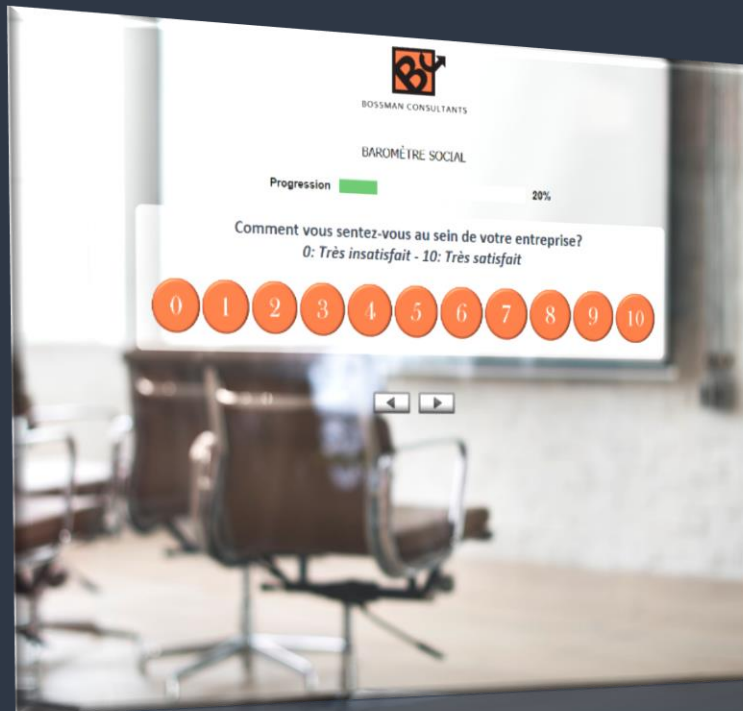 BY
BOSSMAN CONSULTANTS
BAROMÈTRE SOCIAL
Progression 20%
Comment vous sentez-vous au sein de votre entreprise?
0: Très insatisfait - 10: Très satisfait
0 1 2 3 4 5 6 7 8 9 10